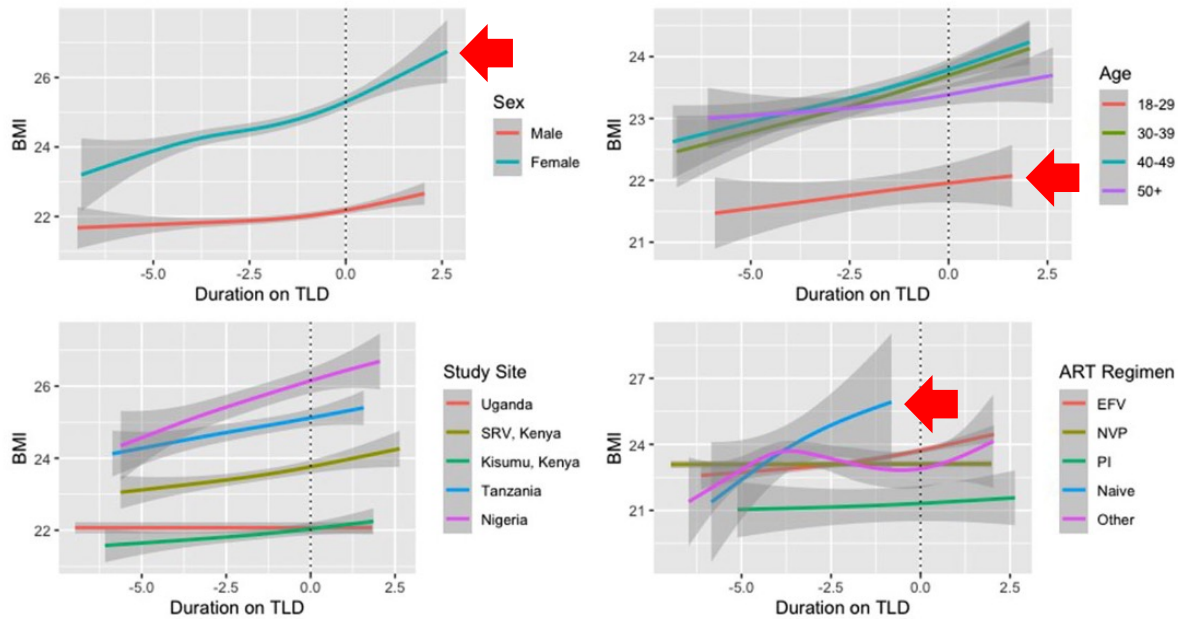 BMI
26
24
22
-5.0
-2.5
0.0
2.5
Duration on TLD
Sex
Male
Female
BMI
24
23
22
21
-5.0
-2.5
0.0
2.5
Duration on TLD
Age
18-29
30-39
40-49
50+
BMI
26
24
22
-5.0
-2.5
0.0
2.5
Duration on TLD
Study Site
Uganda
SRV, Kenya
Kisumu, Kenya
Tanzania
Nigeria
BMI
27
24
21
-5.0
-2.5
0.0
2.5
Duration on TLD
ART Regimen
EFV
NVP
PI
Naive
Other